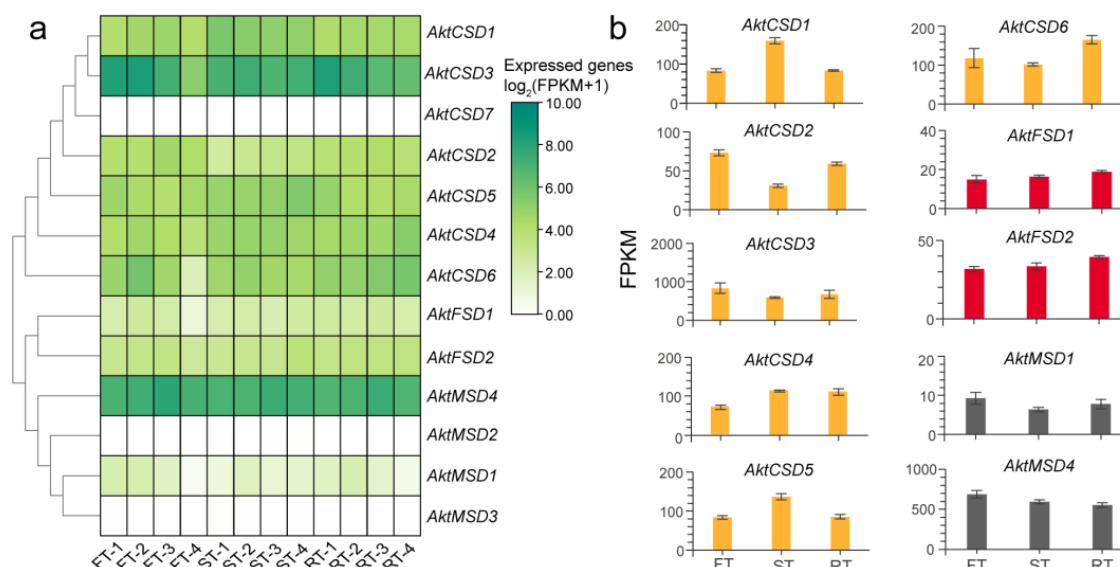 a
AktCSD1
AktCSD3
AktCSD7
AktCSD2
AktCSD5
AktCSD4
AktCSD6
AktFSD1
AktFSD2
AktMSD4
AktMSD2
AktMSD1
AktMSD3
FT-1 FT-2 FT-3 FT-4 ST-1 ST-2 ST-3 ST-4 RT-1 RT-2 RT-3 RT-4
Expressed genes
log₂(FPKM+1)
10.00
8.00
6.00
4.00
2.00
0.00
b
FPKM
AktCSD1
200
100
0
AktCSD2
100
50
0
AktCSD3
2000
1000
0
AktCSD4
200
100
0
AktCSD5
200
100
0
FT ST RT
AktCSD6
200
100
0
AktFSD1
40
20
0
AktFSD2
50
0
AktMSD1
20
10
0
AktMSD4
1000
500
0
FT ST RT